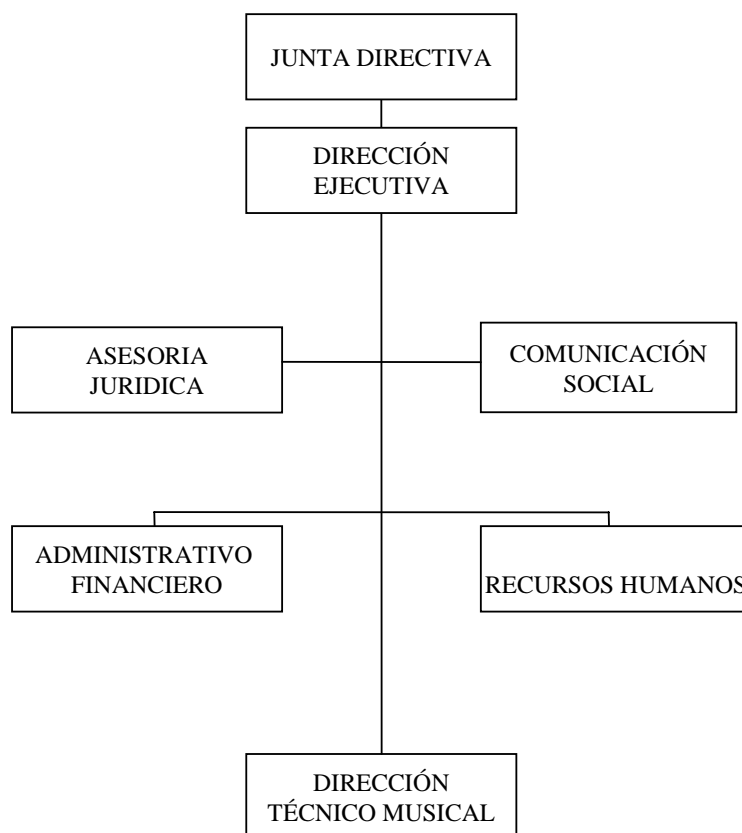 JUNTA DIRECTIVA
DIRECCIÓN
EJECUTIVA
ASESORIA
JURIDICA
COMUNICACIÓN
SOCIAL
ADMINISTRATIVO
FINANCIERO
RECURSOS HUMANOS
DIRECCIÓN
TÉCNICO MUSICAL